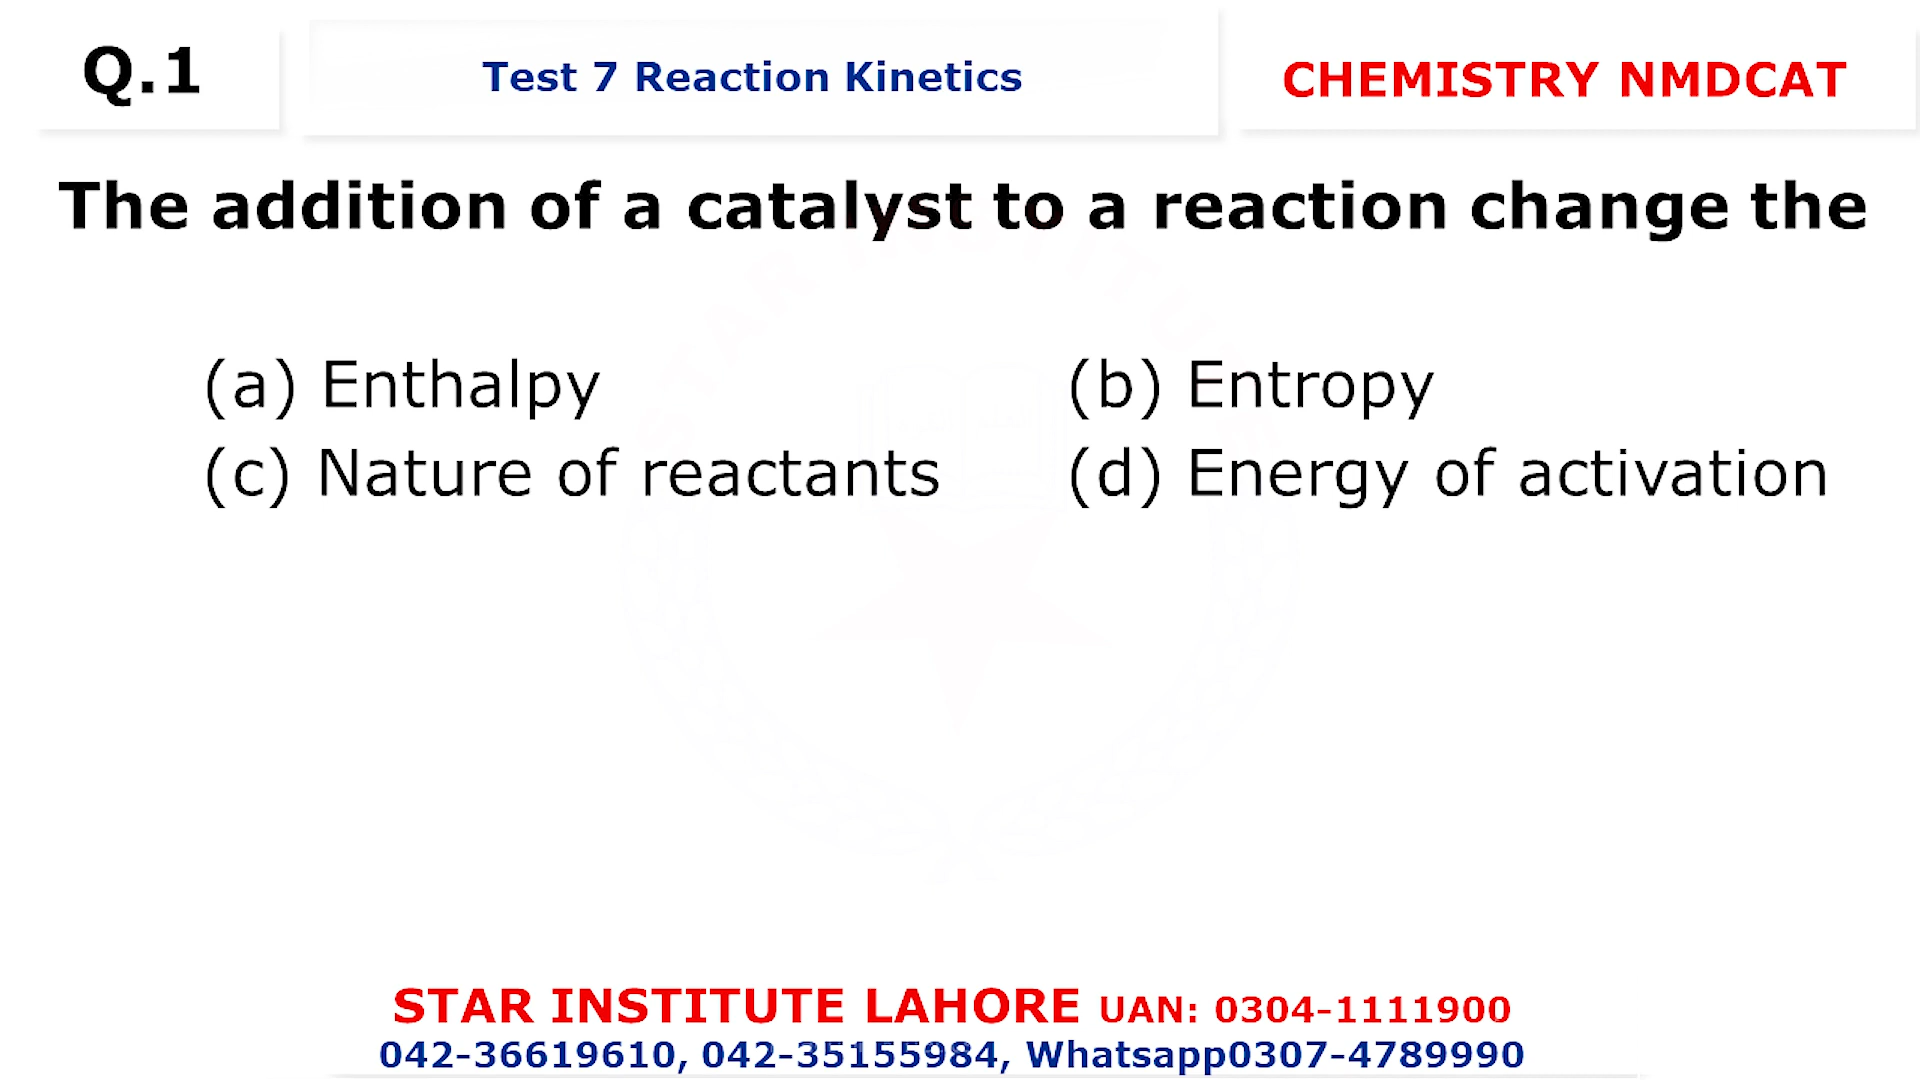 Q.1
Test 7 Reaction Kinetics
CHEMISTRY NMDCAT
The addition of a catalyst to a reaction change the
(a) Enthalpy
(b) Entropy
(c) Nature of reactants
(d) Energy of activation
STAR INSTITUTE LAHORE UAN: 0304-1111900
042-36619610, 042-35155984, Whatsapp0307-4789990